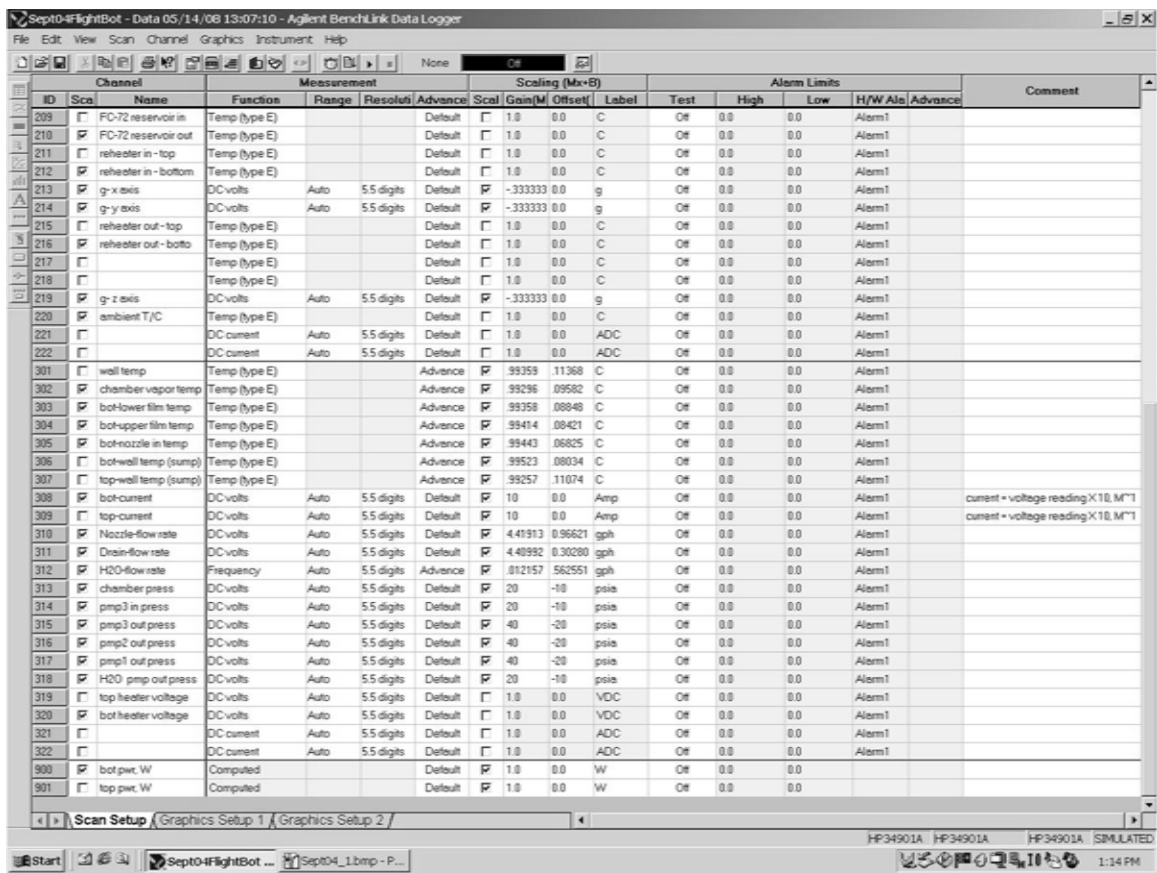 Sept04FlightBot - Data 05/14/08 13:07:10 - Agilent BenchLink Data Logger
File Edit View Scan Channel Graphics Instrument Help
None Off
Channel Measurement Scaling (Mx+B) Alarm Limits Comment
ID Sca Name Function Range Resoluti Advance Scal Gain(M Offset( Label Test High Low H/W Ala Advance
209 FC-72 reservoir in Temp (type E) Default 1.0 0.0 C Off 0.0 0.0 Alarm1
210 FC-72 reservoir out Temp (type E) Default 1.0 0.0 C Off 0.0 0.0 Alarm1
211 reheater in - top Temp (type E) Default 1.0 0.0 C Off 0.0 0.0 Alarm1
212 reheater in - bottom Temp (type E) Default 1.0 0.0 C Off 0.0 0.0 Alarm1
213 g- x axis DC volts Auto 5.5 digits Default -.333333 0.0 g Off 0.0 0.0 Alarm1
214 g- y axis DC volts Auto 5.5 digits Default -.333333 0.0 g Off 0.0 0.0 Alarm1
215 reheater out - top Temp (type E) Default 1.0 0.0 C Off 0.0 0.0 Alarm1
216 reheater out - botto Temp (type E) Default 1.0 0.0 C Off 0.0 0.0 Alarm1
217 Temp (type E) Default 1.0 0.0 C Off 0.0 0.0 Alarm1
218 Temp (type E) Default 1.0 0.0 C Off 0.0 0.0 Alarm1
219 g- z axis DC volts Auto 5.5 digits Default -.333333 0.0 g Off 0.0 0.0 Alarm1
220 ambient T/C Temp (type E) Default 1.0 0.0 C Off 0.0 0.0 Alarm1
221 DC current Auto 5.5 digits Default 1.0 0.0 ADC Off 0.0 0.0 Alarm1
222 DC current Auto 5.5 digits Default 1.0 0.0 ADC Off 0.0 0.0 Alarm1
301 wall temp Temp (type E) Advance .99359 .11368 C Off 0.0 0.0 Alarm1
302 chamber vapor temp Temp (type E) Advance .99296 .09582 C Off 0.0 0.0 Alarm1
303 bot-lower film temp Temp (type E) Advance .99358 .08848 C Off 0.0 0.0 Alarm1
304 bot-upper film temp Temp (type E) Advance .99414 .08421 C Off 0.0 0.0 Alarm1
305 bot-nozzle in temp Temp (type E) Advance .99443 .06825 C Off 0.0 0.0 Alarm1
306 bot-wall temp (sump) Temp (type E) Advance .99523 .08034 C Off 0.0 0.0 Alarm1
307 top-wall temp (sump) Temp (type E) Advance .99257 .11074 C Off 0.0 0.0 Alarm1
308 bot-current DC volts Auto 5.5 digits Default 10 0.0 Amp Off 0.0 0.0 Alarm1 current = voltage reading X 10, M~1
309 top-current DC volts Auto 5.5 digits Default 10 0.0 Amp Off 0.0 0.0 Alarm1 current = voltage reading X 10, M~1
310 Nozzle-flow rate DC volts Auto 5.5 digits Default 4.41913 0.96621 gph Off 0.0 0.0 Alarm1
311 Drain-flow rate DC volts Auto 5.5 digits Default 4.40992 0.30280 gph Off 0.0 0.0 Alarm1
312 H2O-flow rate Frequency Auto 5.5 digits Advance .012157 .562551 gph Off 0.0 0.0 Alarm1
313 chamber press DC volts Auto 5.5 digits Default 20 -10 psia Off 0.0 0.0 Alarm1
314 pmp3 in press DC volts Auto 5.5 digits Default 20 -10 psia Off 0.0 0.0 Alarm1
315 pmp3 out press DC volts Auto 5.5 digits Default 40 -20 psia Off 0.0 0.0 Alarm1
316 pmp2 out press DC volts Auto 5.5 digits Default 40 -20 psia Off 0.0 0.0 Alarm1
317 pmp1 out press DC volts Auto 5.5 digits Default 40 -20 psia Off 0.0 0.0 Alarm1
318 H2O pmp out press DC volts Auto 5.5 digits Default 20 -10 psia Off 0.0 0.0 Alarm1
319 top heater voltage DC volts Auto 5.5 digits Default 1.0 0.0 VDC Off 0.0 0.0 Alarm1
320 bot heater voltage DC volts Auto 5.5 digits Default 1.0 0.0 VDC Off 0.0 0.0 Alarm1
321 DC current Auto 5.5 digits Default 1.0 0.0 ADC Off 0.0 0.0 Alarm1
322 DC current Auto 5.5 digits Default 1.0 0.0 ADC Off 0.0 0.0 Alarm1
900 bot pwr, W Computed Default 1.0 0.0 W Off 0.0 0.0
901 top pwr, W Computed Default 1.0 0.0 W Off 0.0 0.0
Scan Setup Graphics Setup 1 Graphics Setup 2
HP34901A HP34901A HP34901A SIMULATED
Start Sept04FlightBot ... Sept04_1.bmp - P... 1:14 PM